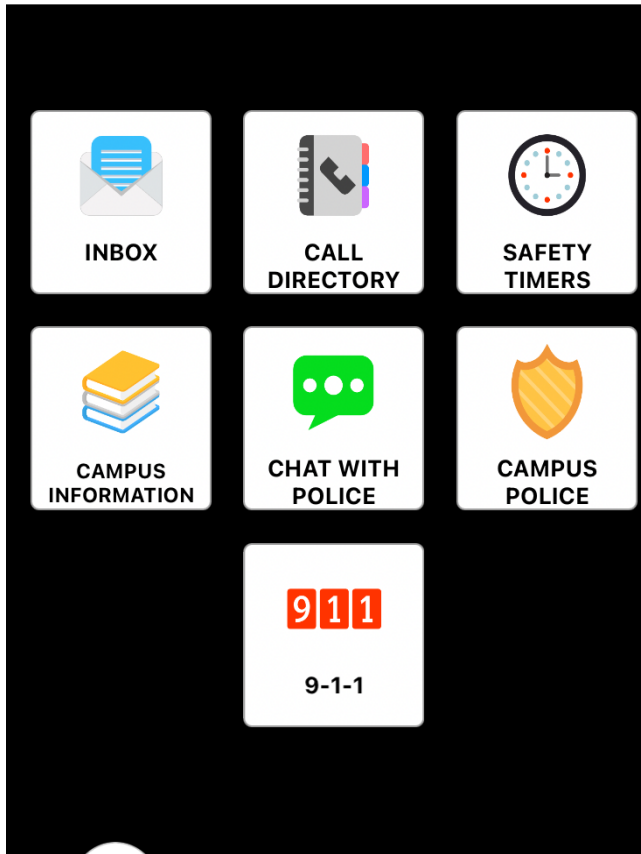 INBOX
CALL
DIRECTORY
SAFETY
TIMERS
CAMPUS
INFORMATION
CHAT WITH
POLICE
CAMPUS
POLICE
911
9-1-1